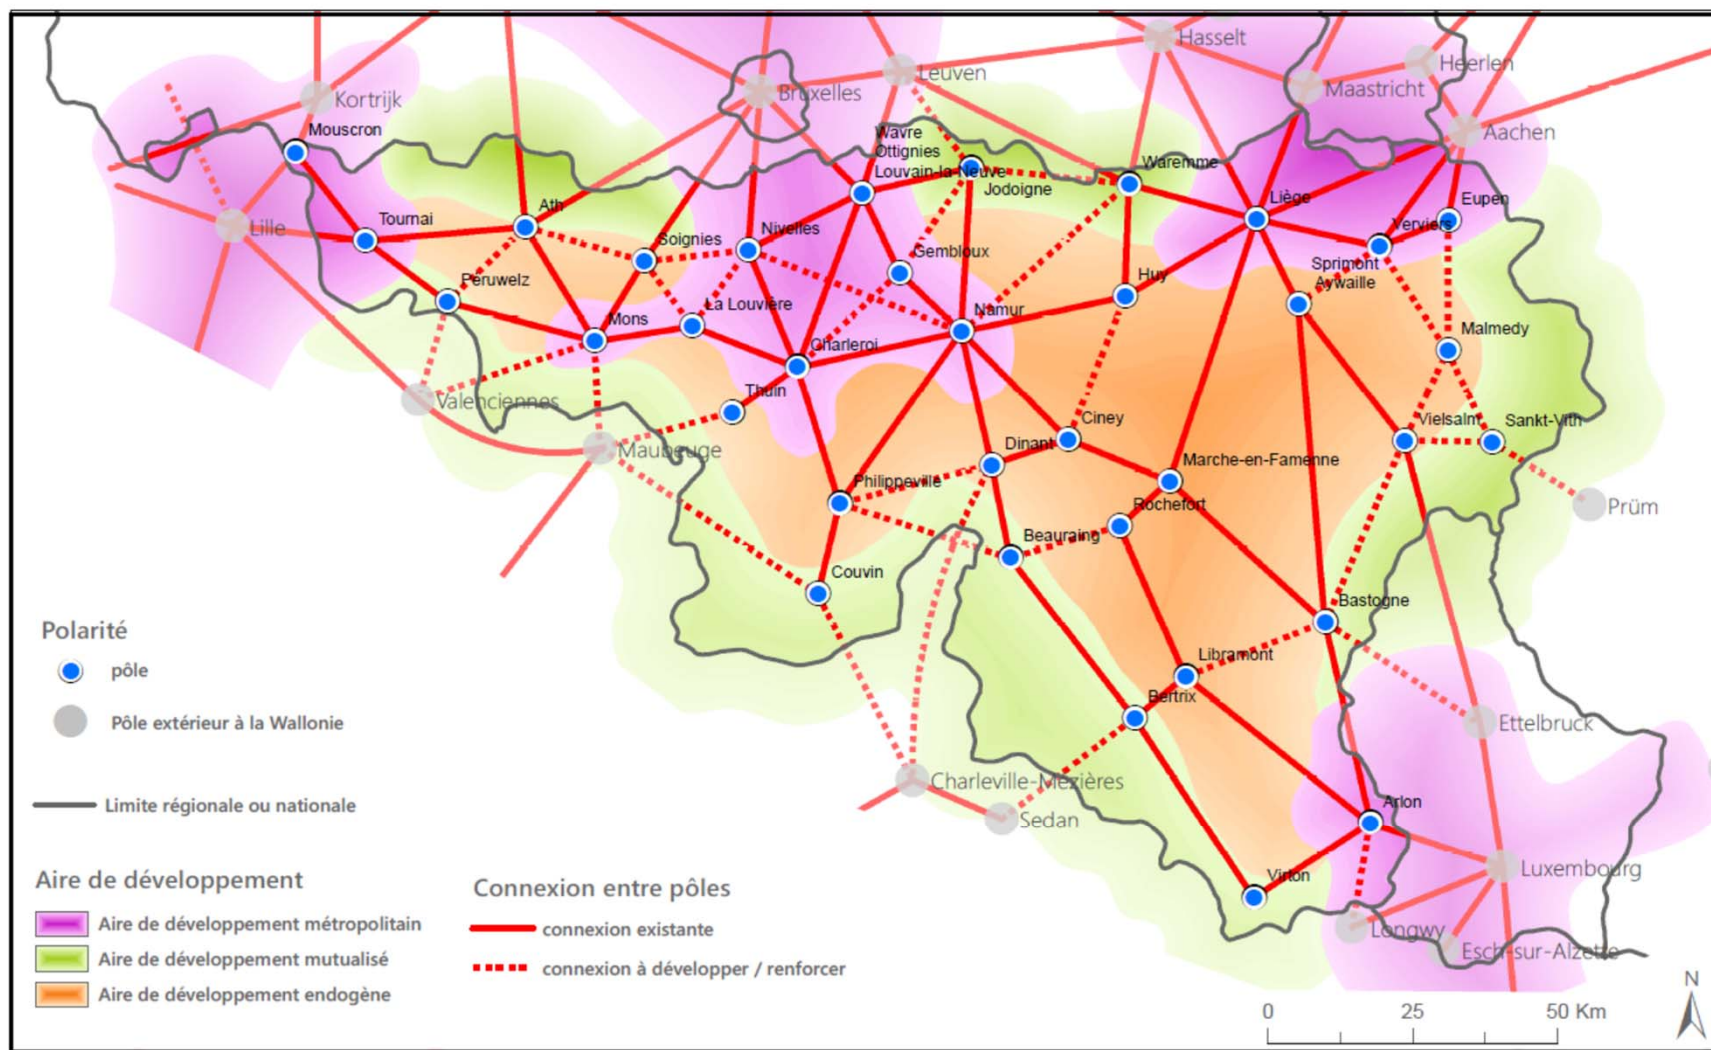 Hasselt
Heerlen
Leuven
Maastricht
Bruxelles
Kortrijk
Aachen
Mouscron
Wavre
Ottignies
Louvain-la-Neuve
Waremme
Jodoigne
Ath
Liège
Eupen
Tournai
Lille
Verviers
Soignies
Nivelles
Gembloux
Sprimont
Aywaille
Huy
Péruwelz
La Louvière
Namur
Mons
Malmedy
Charleroi
Thuin
Valenciennes
Ciney
Vielsalm
Sankt-Vith
Dinant
Maubeuge
Marche-en-Famenne
Philippeville
Rochefort
Prüm
Beauraing
Couvin
Bastogne
Libramont
Bertrix
Ettelbruck
Charleville-Mézières
Arlon
Sedan
Luxembourg
Virton
Longwy
Esch-sur-Alzette
Polarité
pôle
Pôle extérieur à la Wallonie
Limite régionale ou nationale
Aire de développement
Aire de développement métropolitain
Aire de développement mutualisé
Aire de développement endogène
Connexion entre pôles
connexion existante
connexion à développer / renforcer
N
0 25 50 Km